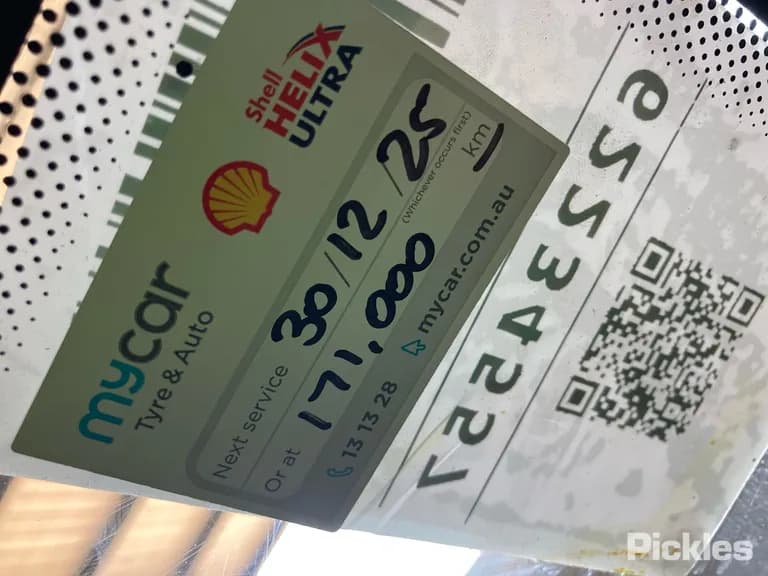 mycar
Tyre & Auto
Shell
HELIX
ULTRA
Next service 30/12/25
(Whichever occurs first)
Or at 171,000 km
13 13 28 mycar.com.au
62234557
Pickles